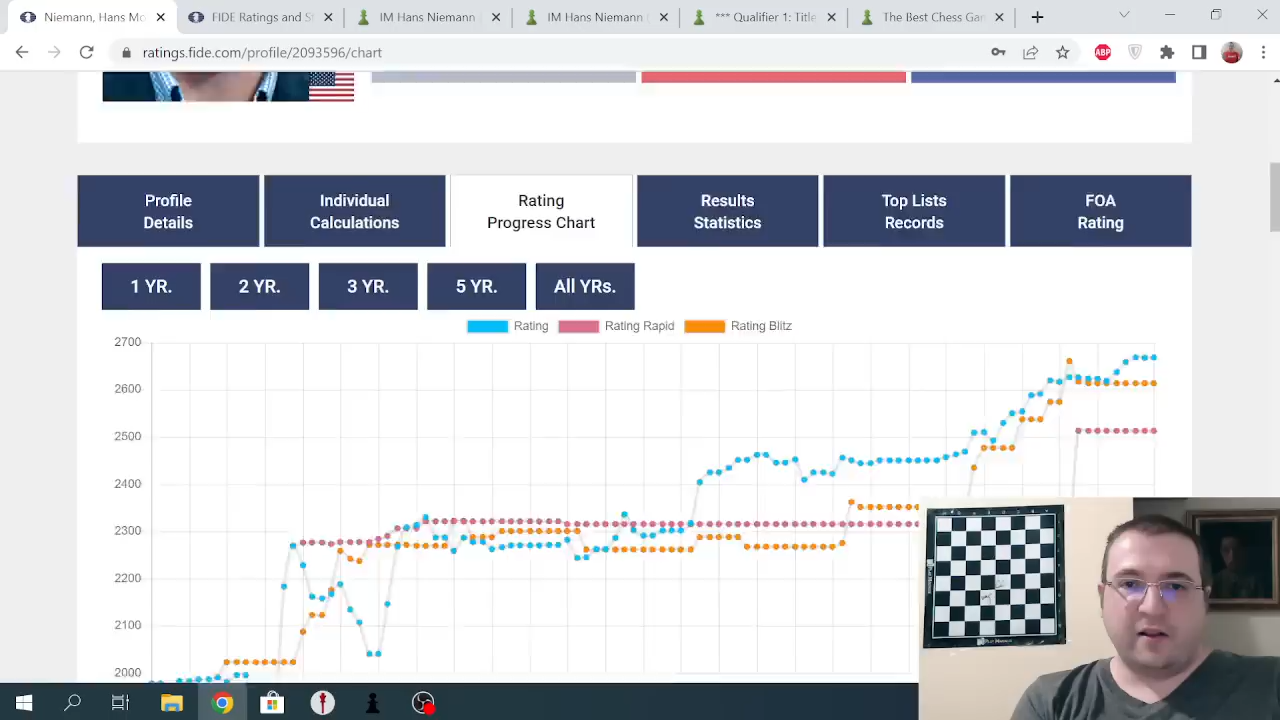 Niemann, Hans Mo
FIDE Ratings and S
IM Hans Niemann
IM Hans Niemann
*** Qualifier 1: Title
The Best Chess Gam
ratings.fide.com/profile/2093596/chart
ABP
Profile
Details
Individual
Calculations
Rating
Progress Chart
Results
Statistics
Top Lists
Records
FOA
Rating
1 YR.
2 YR.
3 YR.
5 YR.
All YRs.
Rating
Rating Rapid
Rating Blitz
2700
2600
2500
2400
2300
2200
2100
2000